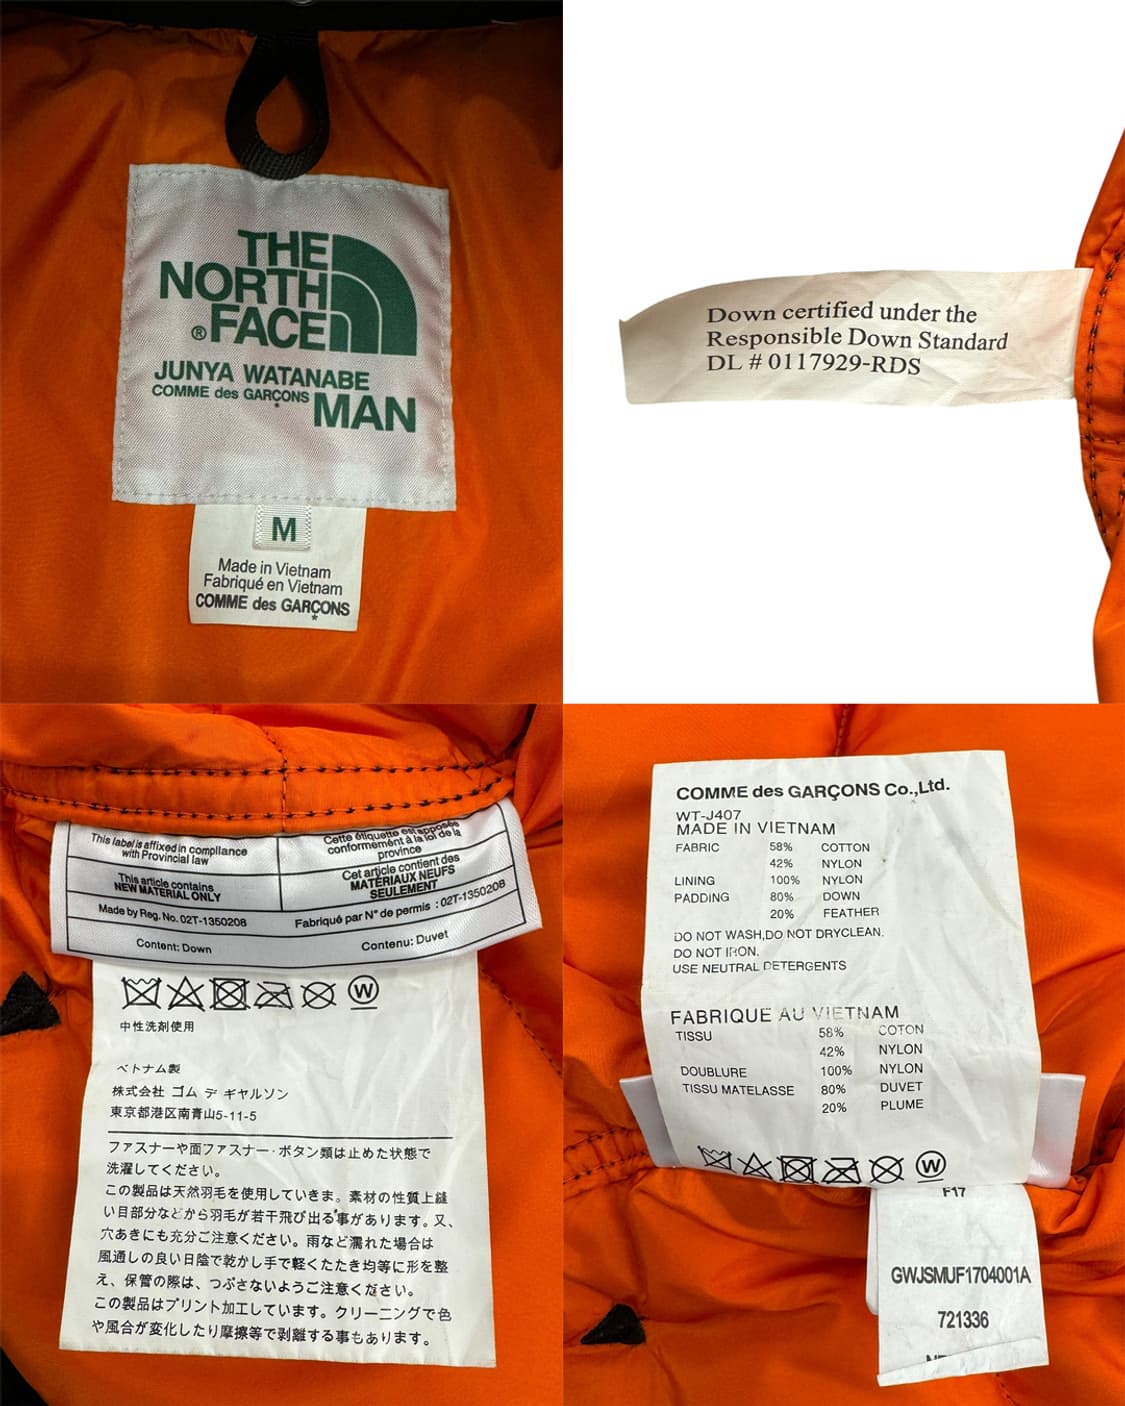 THE
NORTH
®FACE
JUNYA WATANABE
COMME des GARÇONS MAN
M
Made in Vietnam
Fabriqué en Vietnam
COMME des GARÇONS
Down certified under the
Responsible Down Standard
DL # 0117929-RDS
This label is affixed in compliance
with Provincial law
Cette étiquette est apposée
conformément à la loi de la
province
This article contains
NEW MATERIAL ONLY
Cet article contient des
MATÉRIAUX NEUFS
SEULEMENT
Made by Reg. No. 02T-1350208
Fabriqué par N° de permis : 02T-1350208
Content: Down
Contenu: Duvet
W
中性洗剤使用
ベトナム製
株式会社 コム デ ギャルソン
東京都港区南青山5-11-5
ファスナーや面ファスナー・ボタン類は止めた状態で
洗濯してください。
この製品は天然羽毛を使用していきま。素材の性質上縫
い目部分などから羽毛が若干飛び出る事があります。又、
穴あきにも充分ご注意ください。雨など濡れた場合は
風通しの良い日陰で乾かし手で軽くたたき均等に形を整
え、保管の際は、つぶさないようご注意ください。
この製品はプリント加工しています。クリーニングで色
や風合が変化したり摩擦等で剥離する事もあります。
COMME des GARÇONS Co.,Ltd.
WT-J407
MADE IN VIETNAM
FABRIC 58% COTTON
42% NYLON
LINING 100% NYLON
PADDING 80% DOWN
20% FEATHER
DO NOT WASH,DO NOT DRYCLEAN.
DO NOT IRON.
USE NEUTRAL DETERGENTS
FABRIQUE AU VIETNAM
TISSU 58% COTON
42% NYLON
DOUBLURE 100% NYLON
TISSU MATELASSE 80% DUVET
20% PLUME
W
F17
GWJSMUF1704001A
721336